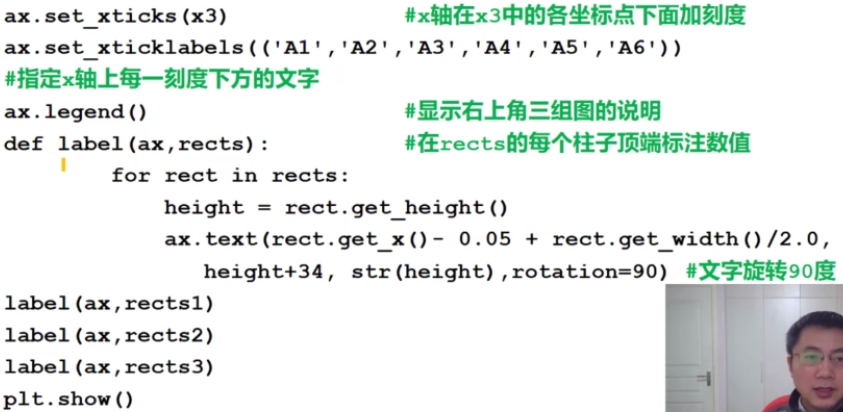 ax.set_xticks(x3) #x轴在x3中的各坐标点下面加刻度
ax.set_xticklabels(('A1','A2','A3','A4','A5','A6'))
#指定x轴上每一刻度下方的文字
ax.legend() #显示右上角三组图的说明
def label(ax,rects): #在rects的每个柱子顶端标注数值
for rect in rects:
height = rect.get_height()
ax.text(rect.get_x()- 0.05 + rect.get_width()/2.0,
height+34, str(height),rotation=90) #文字旋转90度
label(ax,rects1)
label(ax,rects2)
label(ax,rects3)
plt.show()